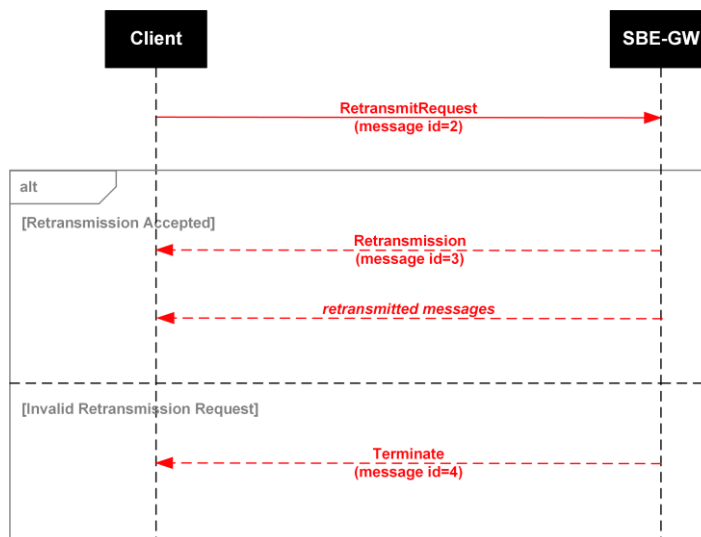 Client
SBE-GW
RetransmitRequest
(message id=2)
alt
[Retransmission Accepted]
Retransmission
(message id=3)
retransmitted messages
[Invalid Retransmission Request]
Terminate
(message id=4)